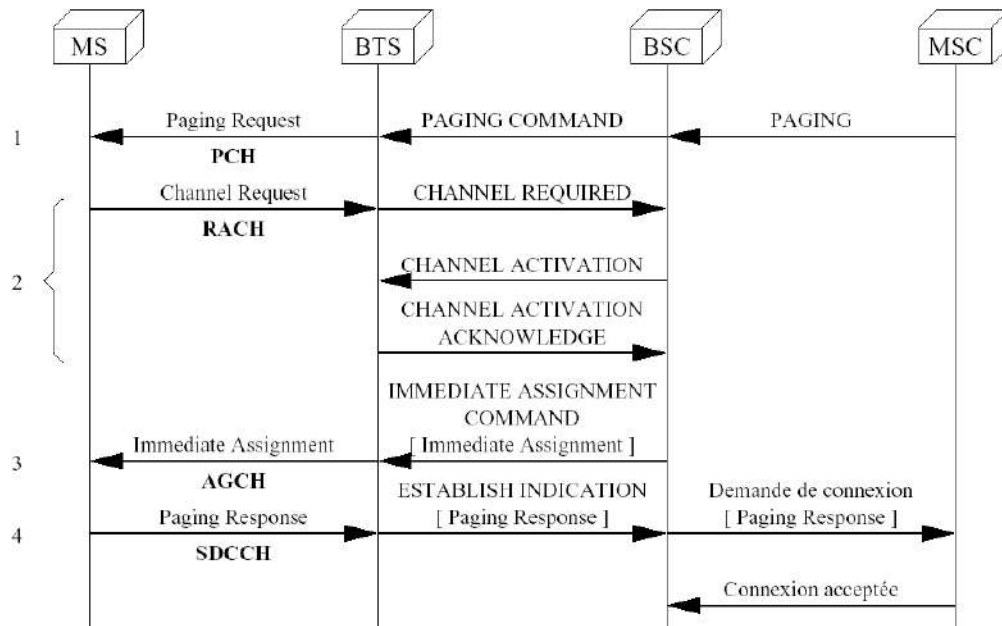 MS BTS BSC MSC
1 Paging Request PAGING COMMAND PAGING
PCH
Channel Request CHANNEL REQUIRED
RACH
2 CHANNEL ACTIVATION
CHANNEL ACTIVATION
ACKNOWLEDGE
IMMEDIATE ASSIGNMENT
COMMAND
Immediate Assignment [ Immediate Assignment ]
3
AGCH
ESTABLISH INDICATION Demande de connexion
Paging Response [ Paging Response ] [ Paging Response ]
4
SDCCH
Connexion acceptée